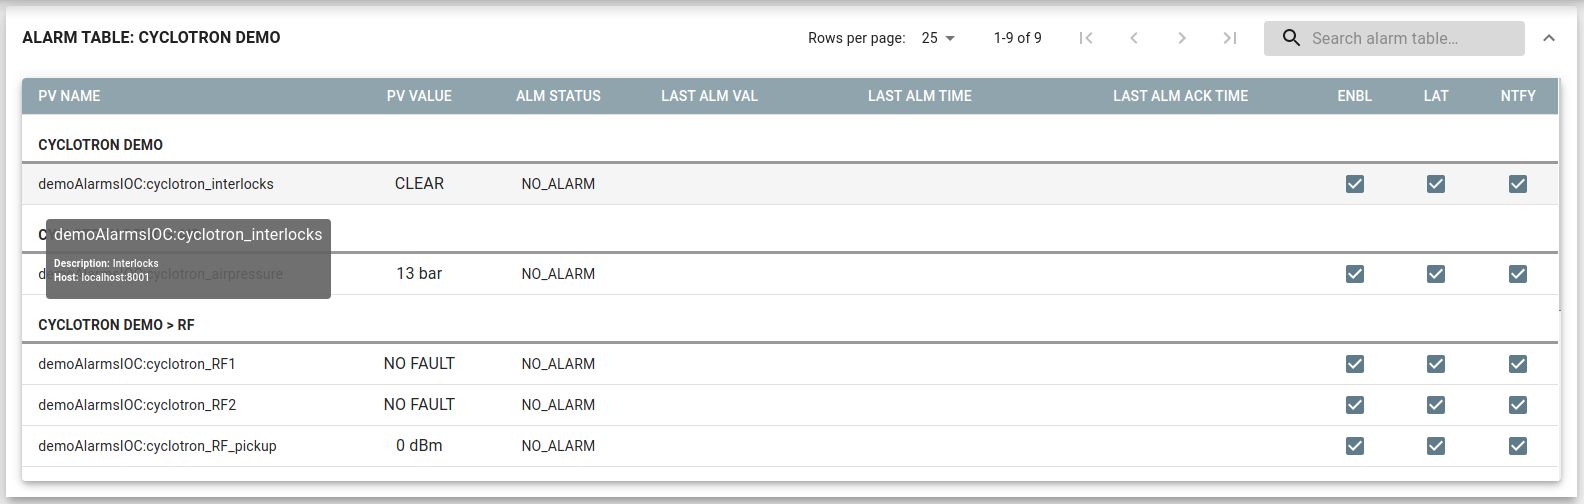 ALARM TABLE: CYCLOTRON DEMO Rows per page: 25 1-9 of 9 Search alarm table...
PV NAME PV VALUE ALM STATUS LAST ALM VAL LAST ALM TIME LAST ALM ACK TIME ENBL LAT NTFY
CYCLOTRON DEMO
demoAlarmsIOC:cyclotron_interlocks CLEAR NO_ALARM
demoAlarmsIOC:cyclotron_interlocks
Description: Interlocks
Host: localhost:8001
demoAlarmsIOC:cyclotron_airpressure 13 bar NO_ALARM
CYCLOTRON DEMO > RF
demoAlarmsIOC:cyclotron_RF1 NO FAULT NO_ALARM
demoAlarmsIOC:cyclotron_RF2 NO FAULT NO_ALARM
demoAlarmsIOC:cyclotron_RF_pickup 0 dBm NO_ALARM